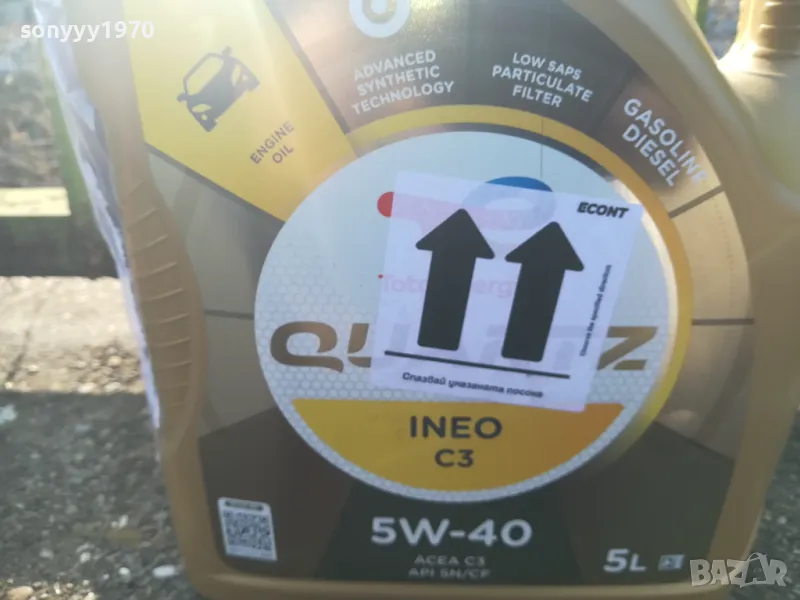 sonyyy1970
ADVANCED
SYNTHETIC
TECHNOLOGY
LOW SAPS
PARTICULATE
FILTER
GASOLINE
DIESEL
ENGINE
OIL
ECONT
Спазвай указаната посока
INEO
C3
5W-40
ACEA C3
API SN/CF
5L
BAZAR